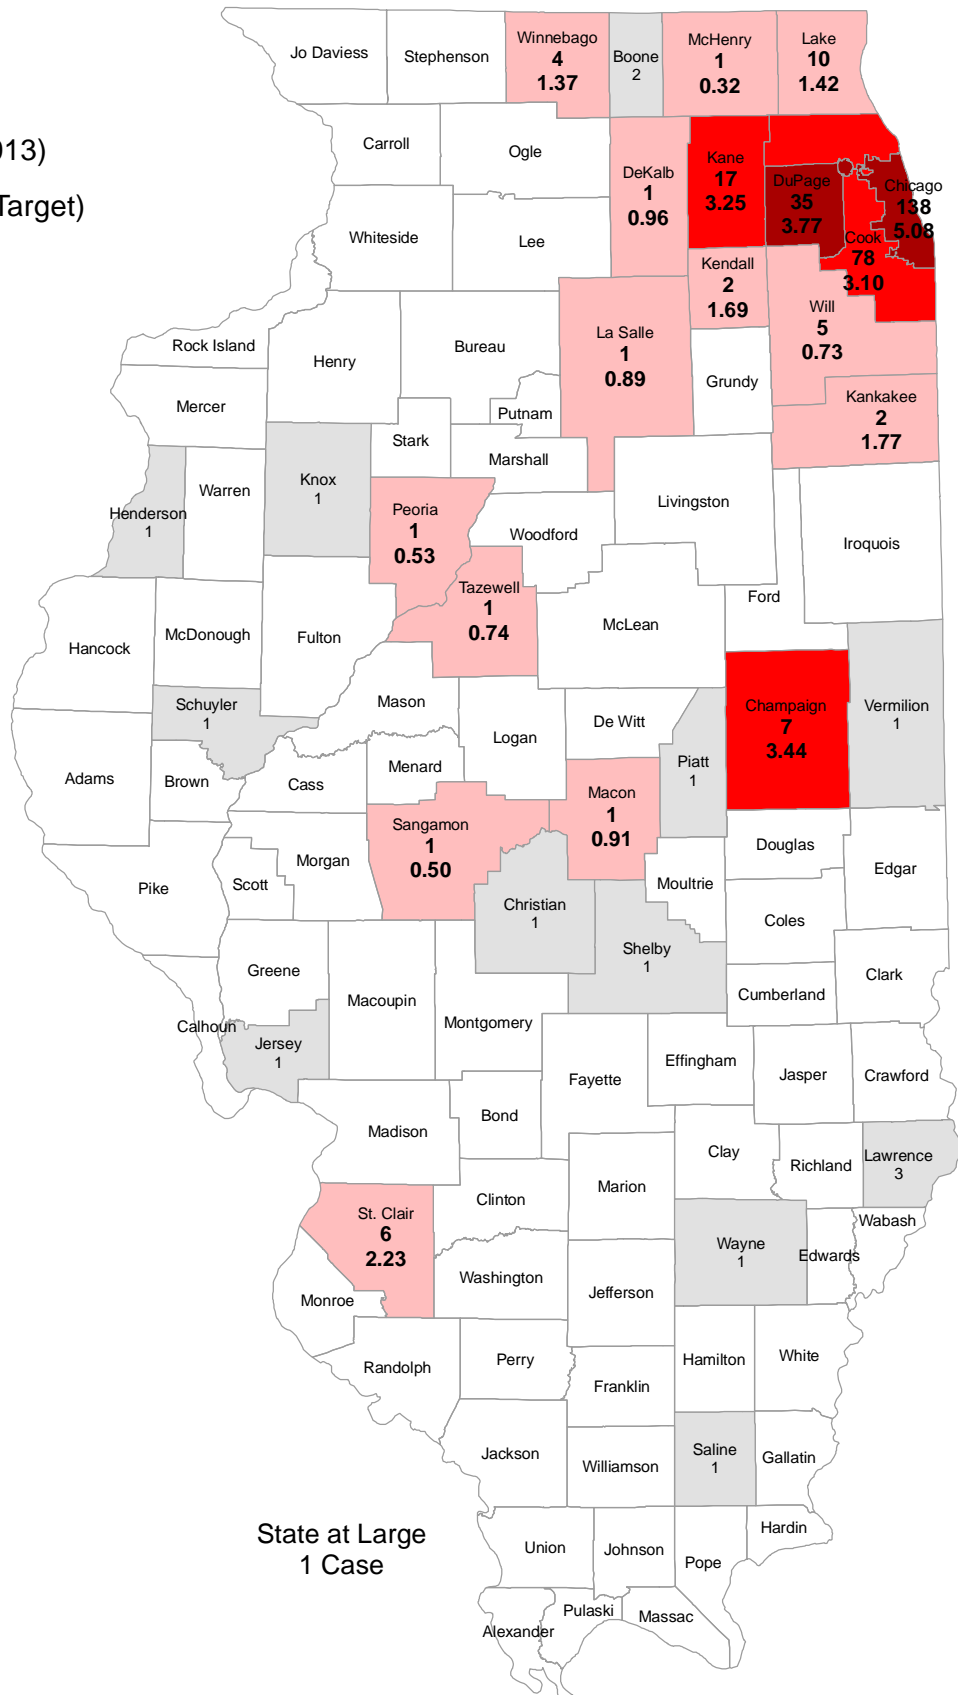 013)
Target)
Jo Daviess
Stephenson
Winnebago
4
1.37
Boone
2
McHenry
1
0.32
Lake
10
1.42
Carroll
Ogle
DeKalb
1
0.96
Kane
17
3.25
DuPage
35
3.77
Chicago
138
5.08
Cook
78
3.10
Whiteside
Lee
Kendall
2
1.69
Will
5
0.73
Rock Island
Henry
Bureau
La Salle
1
0.89
Grundy
Kankakee
2
1.77
Mercer
Putnam
Stark
Marshall
Henderson
1
Warren
Knox
1
Peoria
1
0.53
Woodford
Livingston
Iroquois
Tazewell
1
0.74
Ford
McLean
Hancock
McDonough
Fulton
Schuyler
1
Mason
Logan
De Witt
Piatt
1
Champaign
7
3.44
Vermilion
1
Adams
Brown
Cass
Menard
Macon
1
0.91
Sangamon
1
0.50
Morgan
Scott
Pike
Christian
1
Moultrie
Douglas
Edgar
Coles
Shelby
1
Greene
Macoupin
Montgomery
Cumberland
Clark
Calhoun
Jersey
1
Fayette
Effingham
Jasper
Crawford
Madison
Bond
Clay
Richland
Lawrence
3
Marion
Clinton
St. Clair
6
2.23
Wayne
1
Edwards
Wabash
Washington
Jefferson
Monroe
Randolph
Perry
Franklin
Hamilton
White
Jackson
Williamson
Saline
1
Gallatin
State at Large
1 Case
Union
Johnson
Pope
Hardin
Alexander
Pulaski
Massac